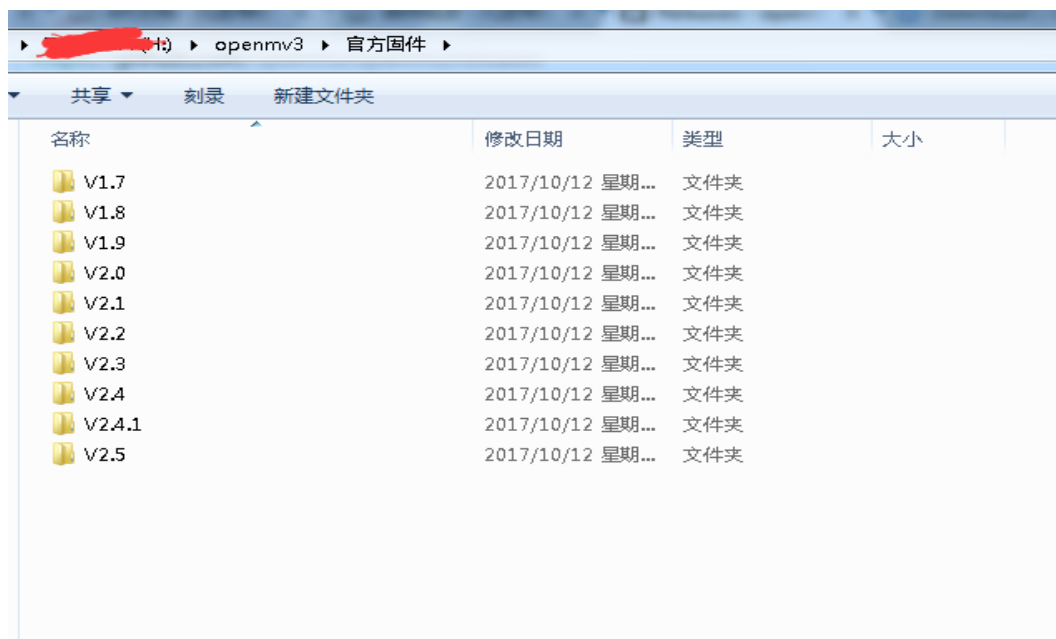 (H:) openmv3 官方固件
共享 刻录 新建文件夹
名称 修改日期 类型 大小
V1.7 2017/10/12 星期... 文件夹
V1.8 2017/10/12 星期... 文件夹
V1.9 2017/10/12 星期... 文件夹
V2.0 2017/10/12 星期... 文件夹
V2.1 2017/10/12 星期... 文件夹
V2.2 2017/10/12 星期... 文件夹
V2.3 2017/10/12 星期... 文件夹
V2.4 2017/10/12 星期... 文件夹
V2.4.1 2017/10/12 星期... 文件夹
V2.5 2017/10/12 星期... 文件夹